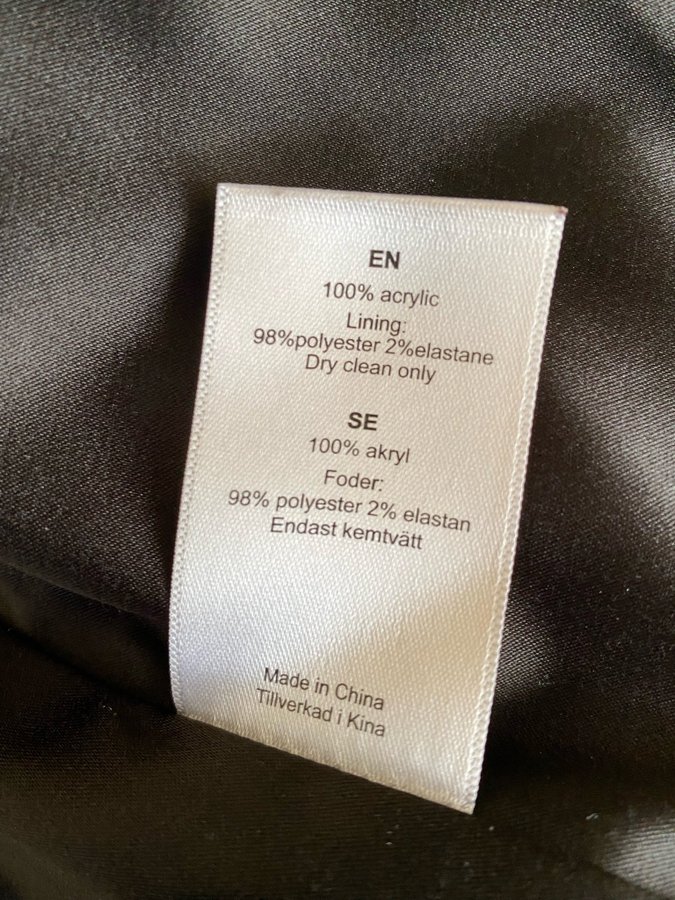 EN
100% acrylic
Lining:
98%polyester 2%elastane
Dry clean only
SE
100% akryl
Foder:
98% polyester 2% elastan
Endast kemtvätt
Made in China
Tillverkad i Kina